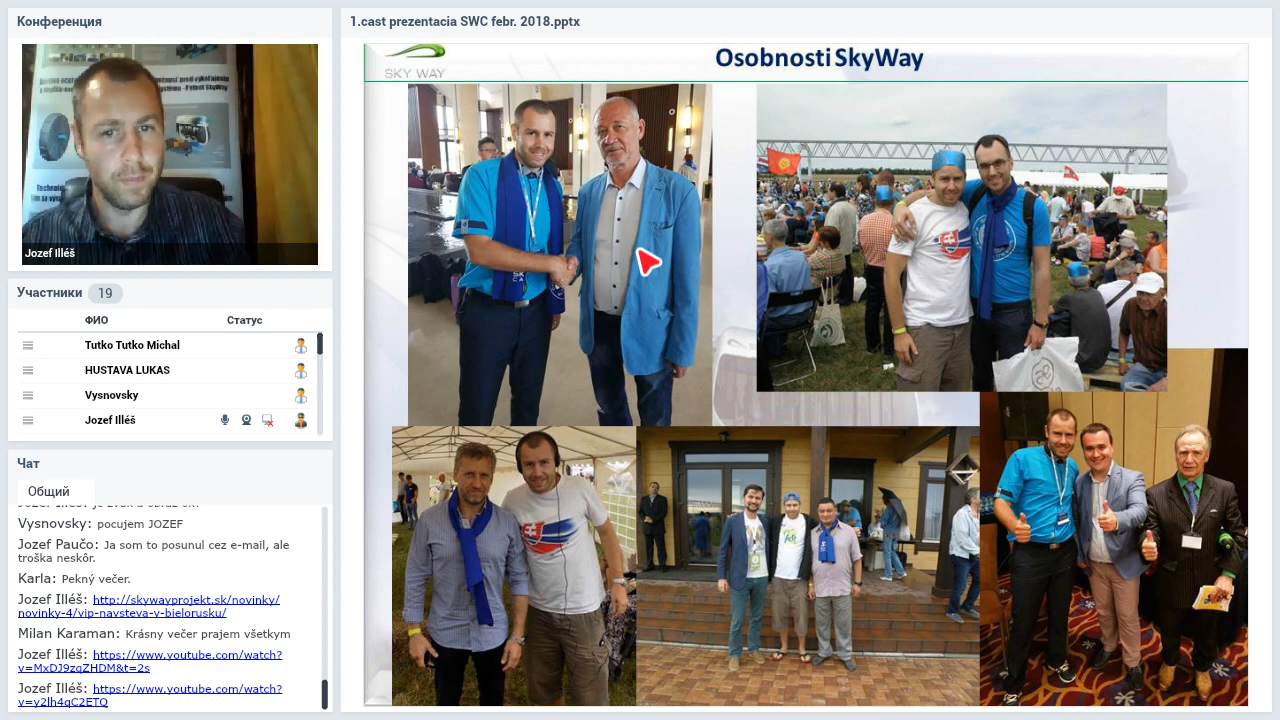 Конференция
Jozef Illéš
Участники 19
ФИО Статус
Tutko Tutko Michal
HUSTAVA LUKAS
Vysnovsky
Jozef Illéš
Чат
Общий
Vysnovsky: pocujem JOZEF
Jozef Paučo: Ja som to posunul cez e-mail, ale
troška neskôr.
Karla: Pekný večer.
Jozef Illéš: http://skywayprojekt.sk/novinky/
novinky-4/vip-navsteva-v-bielorusku/
Milan Karaman: Krásny večer prajem všetkym
Jozef Illéš: https://www.youtube.com/watch?
v=MxDJ9zqZHDM&t=2s
Jozef Illéš: https://www.youtube.com/watch?
v=y2lh4qC2ETQ
1.cast prezentacia SWC febr. 2018.pptx
SKY WAY
Osobnosti SkyWay